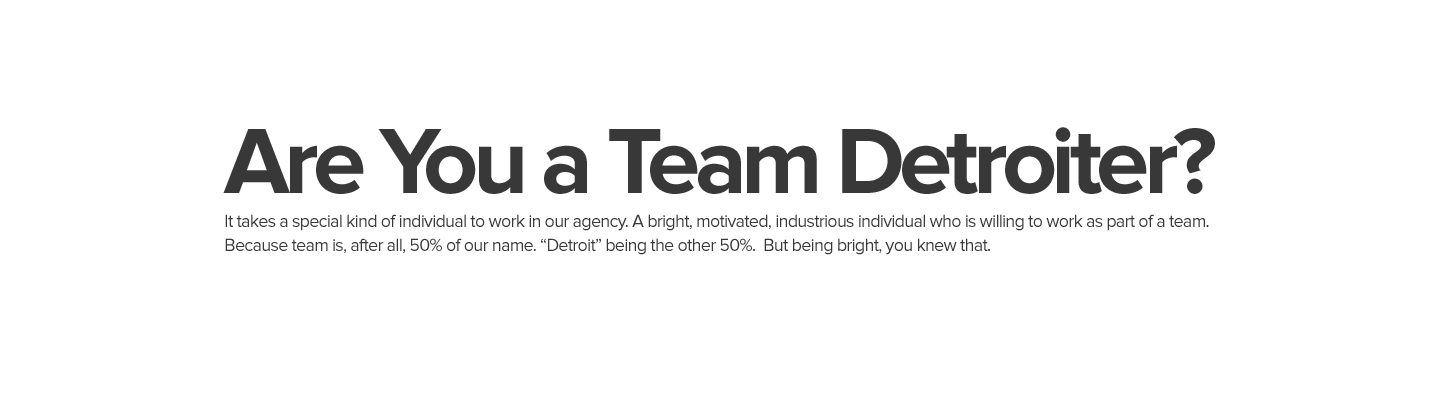 Are You a Team Detroiter?
It takes a special kind of individual to work in our agency. A bright, motivated, industrious individual who is willing to work as part of a team.
Because team is, after all, 50% of our name. “Detroit” being the other 50%.  But being bright, you knew that.